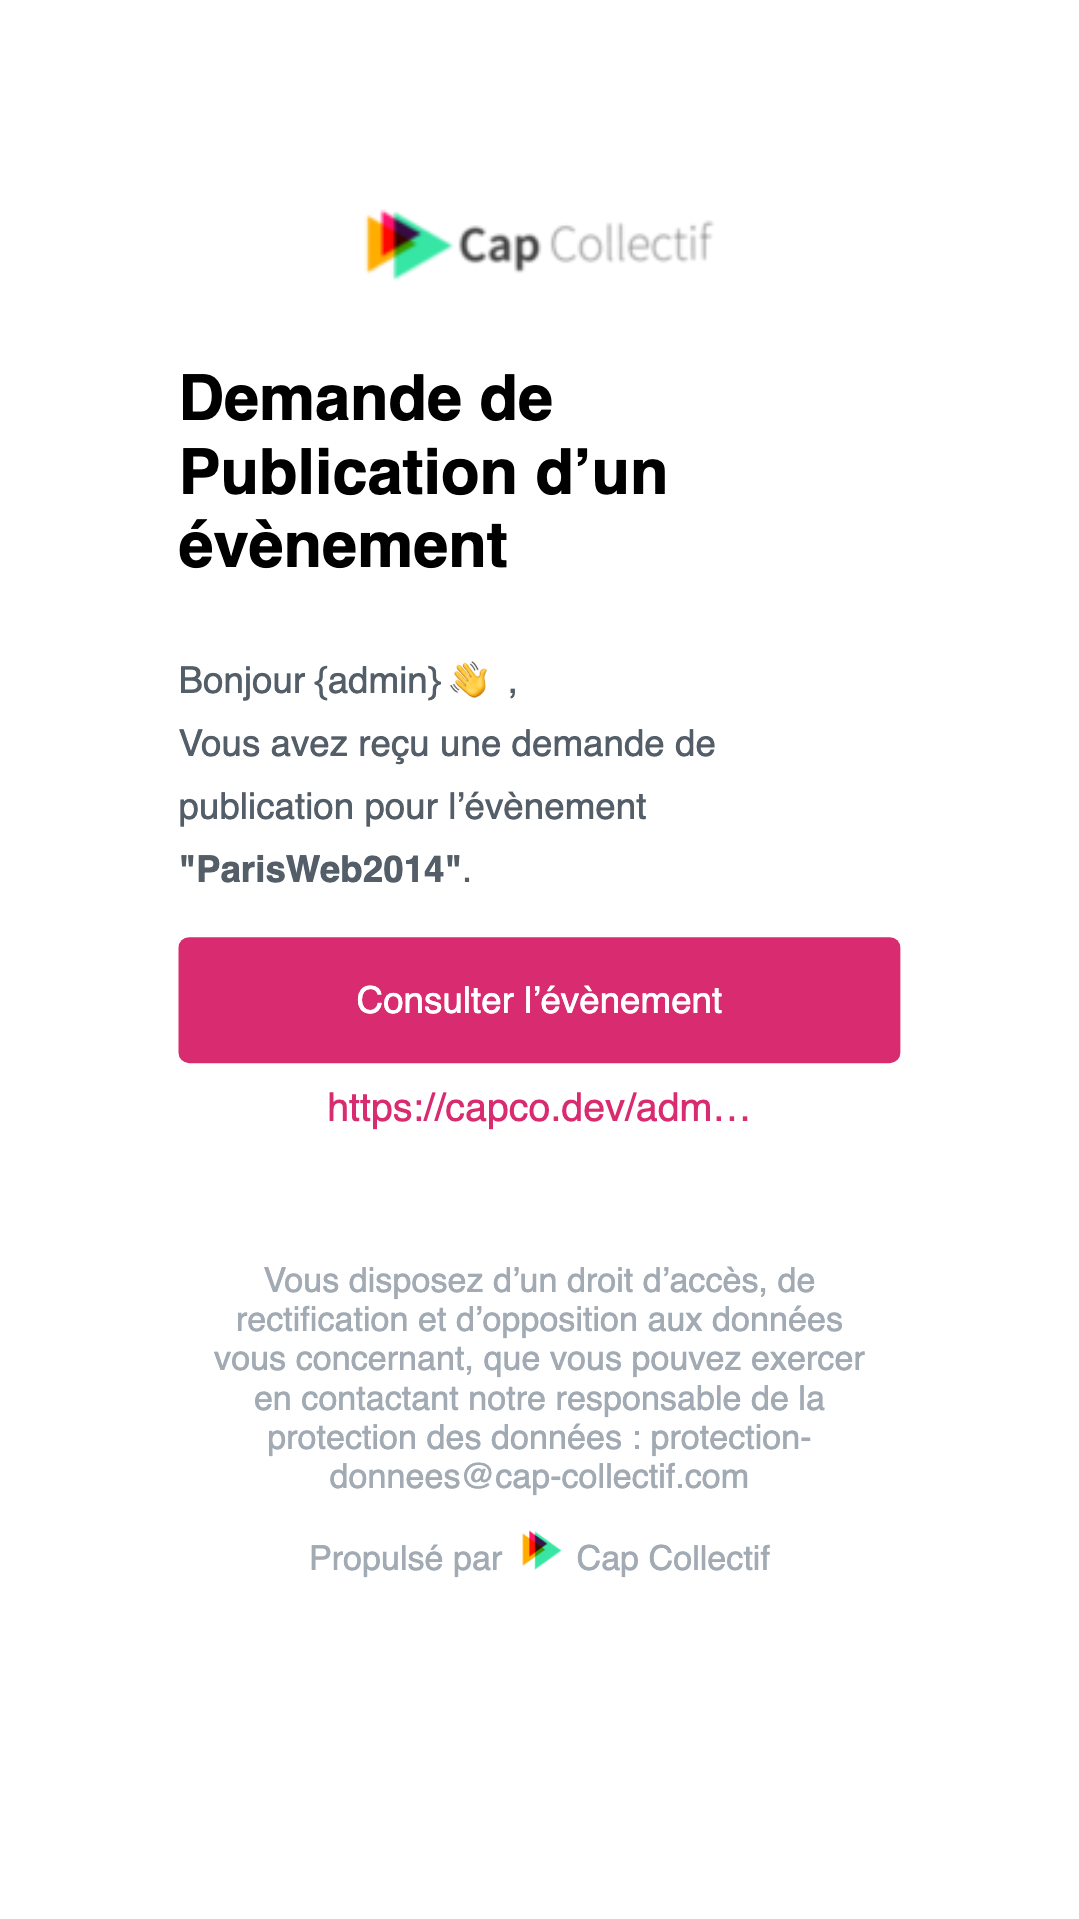 Cap Collectif
Demande de
Publication d’un
évènement
Bonjour {admin} 👋 ,
Vous avez reçu une demande de
publication pour l’évènement
"ParisWeb2014".
Consulter l’évènement
https://capco.dev/adm…
Vous disposez d’un droit d’accès, de
rectification et d’opposition aux données
vous concernant, que vous pouvez exercer
en contactant notre responsable de la
protection des données : protection-
donnees@cap-collectif.com
Propulsé par Cap Collectif